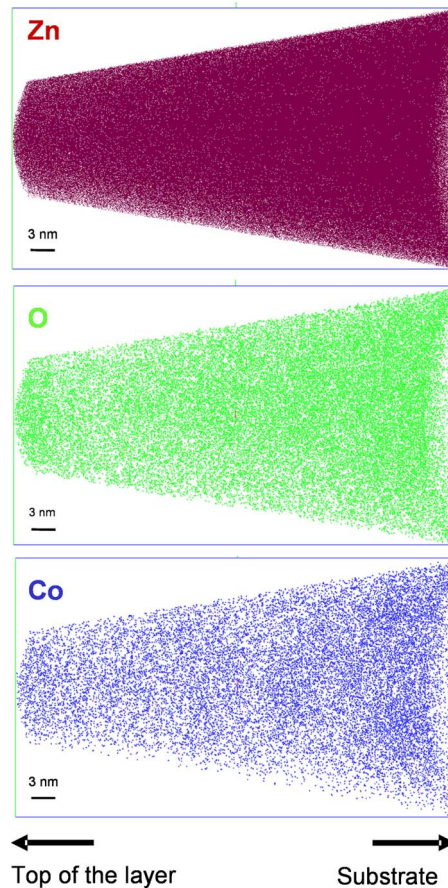 Zn
3 nm
O
3 nm
Co
3 nm
Top of the layer Substrate